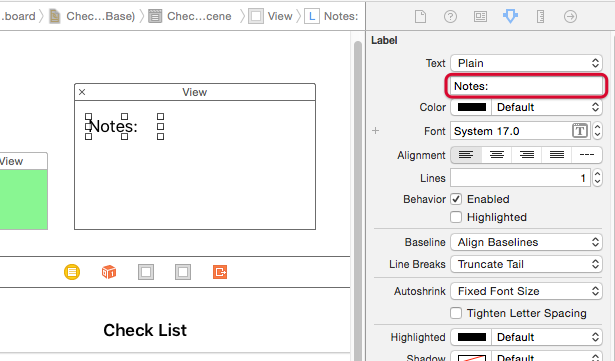 .board Chec...Base) Chec...cene View L Notes:
View
Notes:
View
Check List
Label
Text Plain
Notes:
Color Default
Font System 17.0 T
Alignment ---
Lines 1
Behavior Enabled
Highlighted
Baseline Align Baselines
Line Breaks Truncate Tail
Autoshrink Fixed Font Size
Tighten Letter Spacing
Highlighted Default
Shadow Default